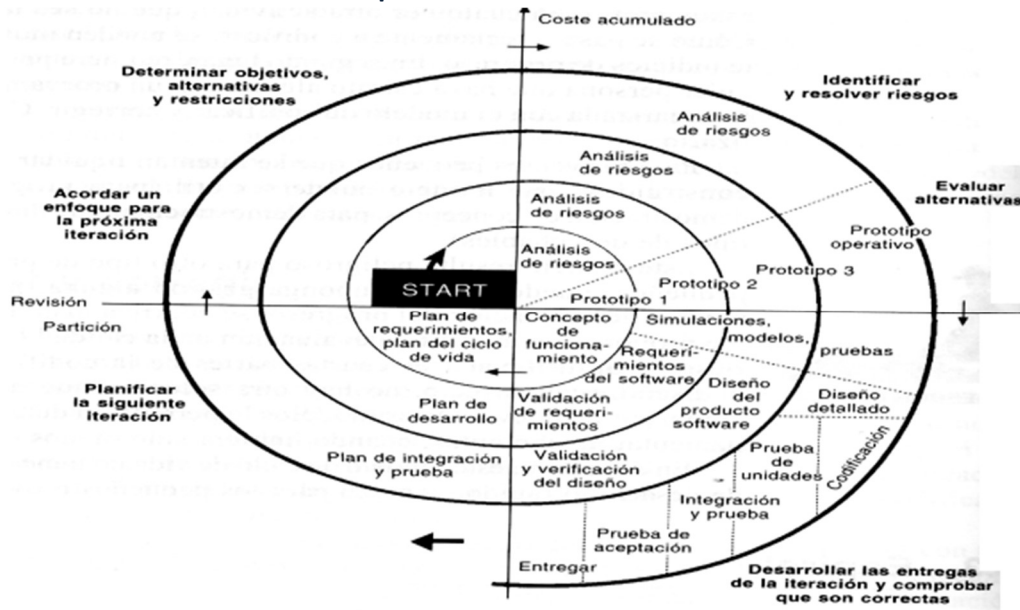 Coste acumulado
Determinar objetivos,
alternativas
y restricciones
Identificar
y resolver riesgos
Análisis
de riesgos
Análisis
de riesgos
Análisis
de riesgos
Análisis
de riesgos
Acordar un
enfoque para
la próxima
iteración
Evaluar
alternativas
Prototipo
operativo
Prototipo 3
Prototipo 2
Prototipo 1
START
Revisión
Partición
Plan de
requerimientos,
plan del ciclo
de vida
Concepto
de
funciona-
miento
Simulaciones,
modelos,
pruebas
Requeri-
mientos
del software
Diseño
del
producto
software
Diseño
detallado
Planificar
la siguiente
iteración
Plan de
desarrollo
Validación
de requeri-
mientos
Plan de integración
y prueba
Validación
y verificación
del diseño
Prueba
de
unidades
Codificación
Integración
y prueba
Prueba de
aceptación
Entregar
Desarrollar las entregas
de la iteración y comprobar
que son correctas